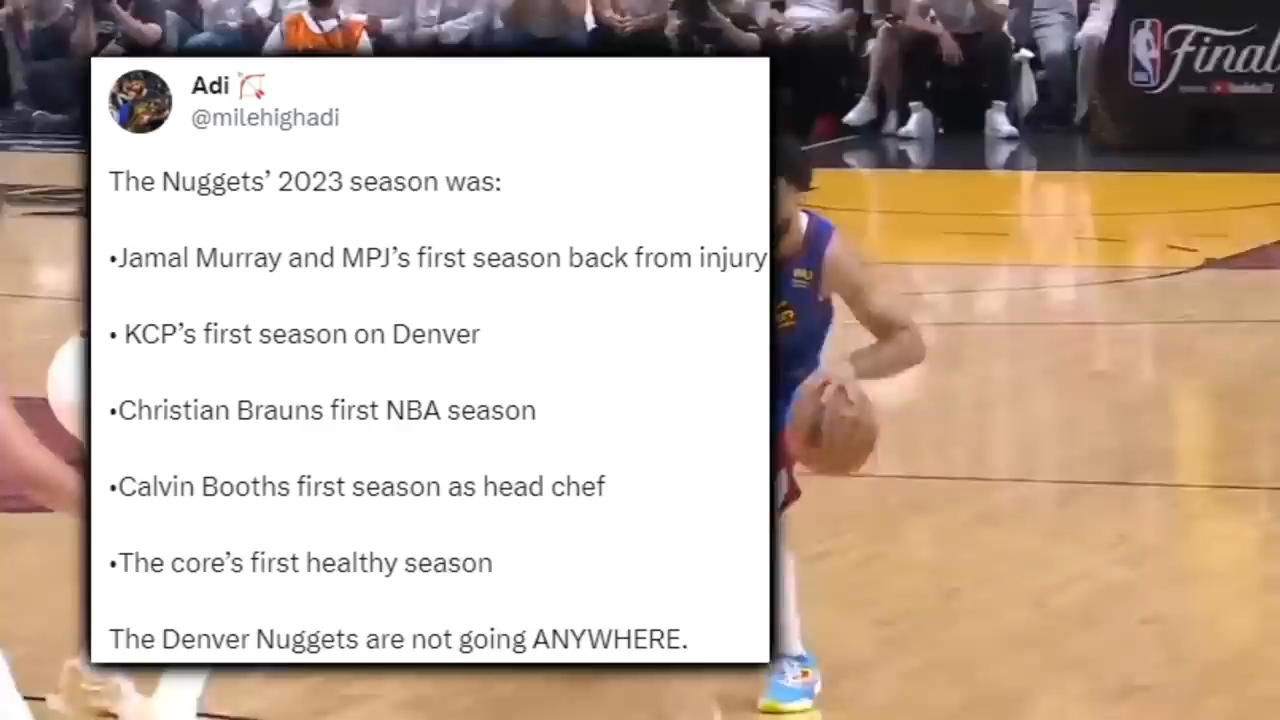 Adi 🏹
@milehighadi
The Nuggets’ 2023 season was:
•Jamal Murray and MPJ’s first season back from injury
• KCP’s first season on Denver
•Christian Brauns first NBA season
•Calvin Booths first season as head chef
•The core’s first healthy season
The Denver Nuggets are not going ANYWHERE.
Final